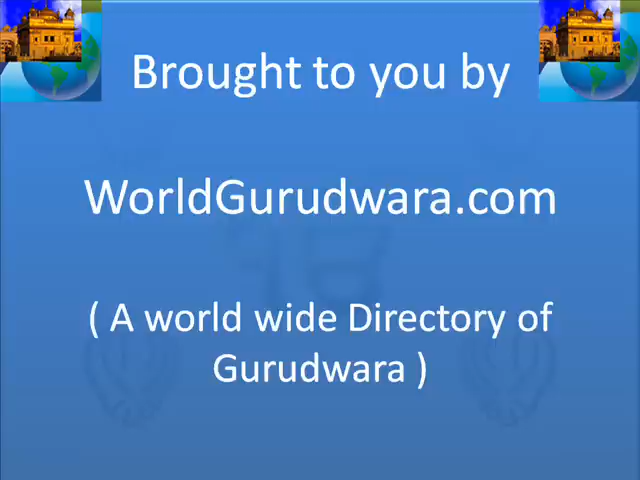 Brought to you by
WorldGurudwara.com
( A world wide Directory of
Gurudwara )